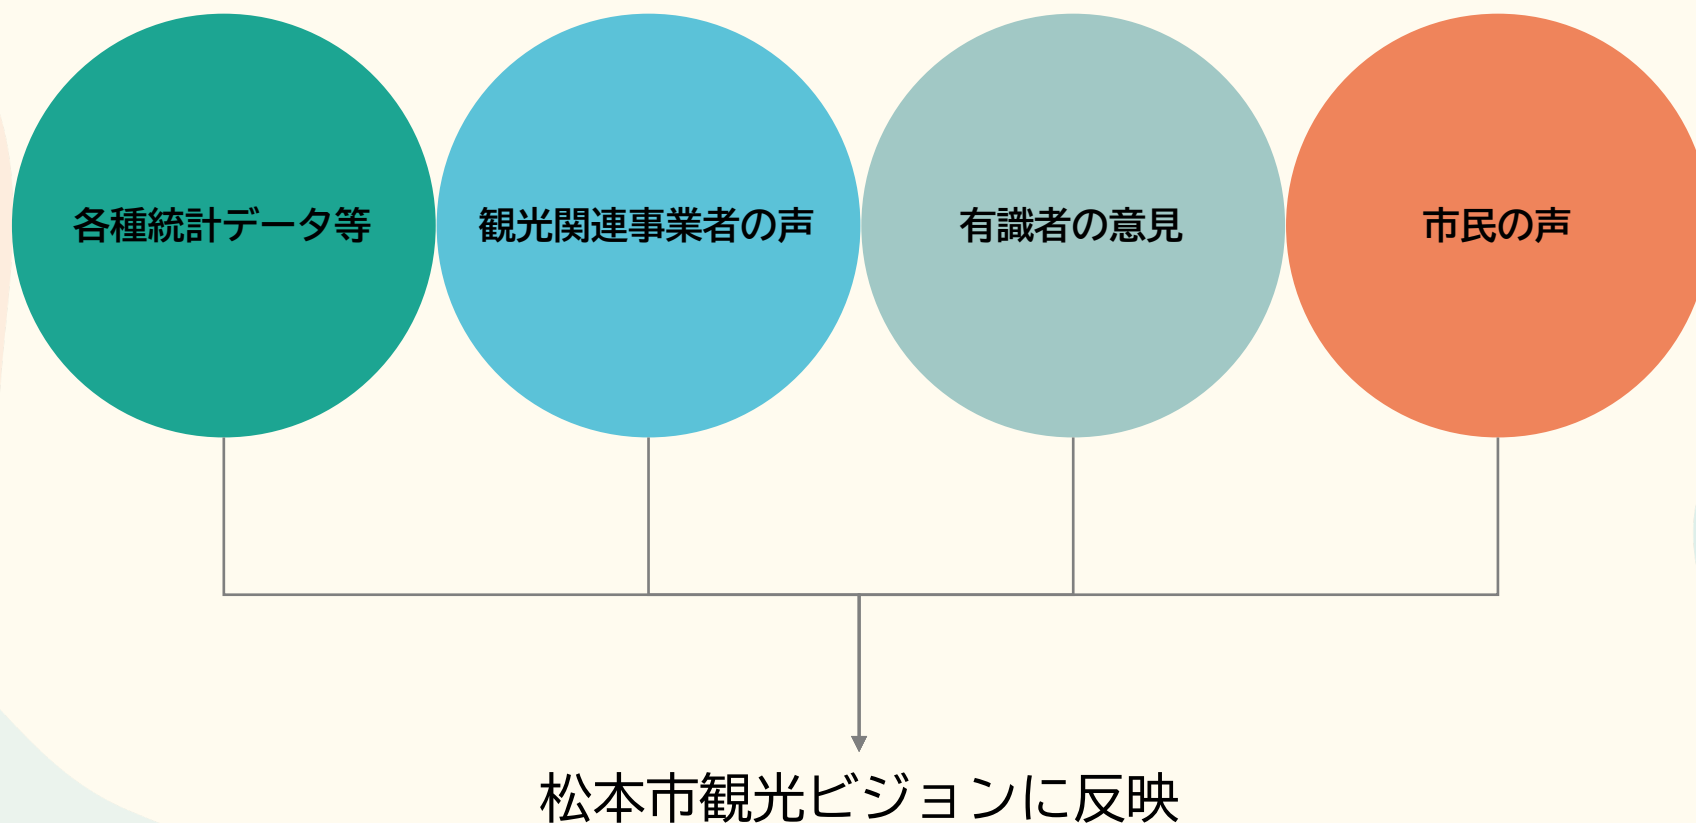 各種統計データ等
観光関連事業者の声
有識者の意見
市民の声
松本市観光ビジョンに反映